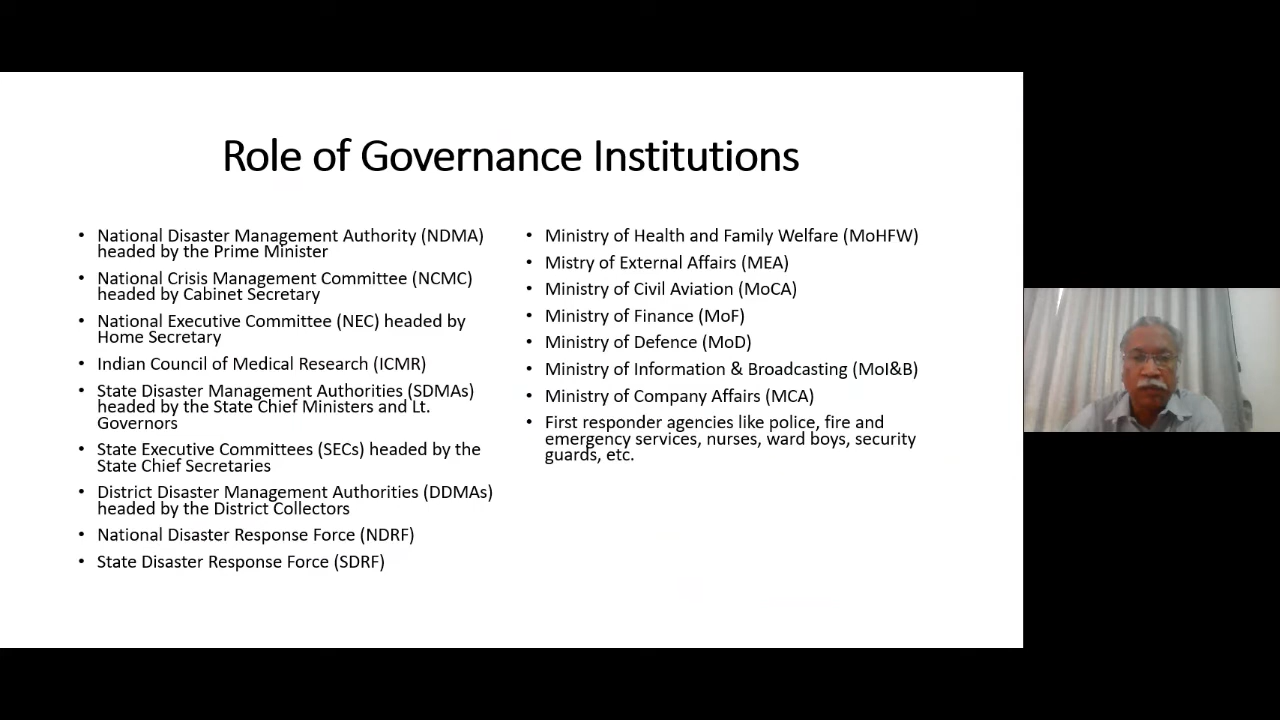 Role of Governance Institutions
• National Disaster Management Authority (NDMA)
headed by the Prime Minister
• National Crisis Management Committee (NCMC)
headed by Cabinet Secretary
• National Executive Committee (NEC) headed by
Home Secretary
• Indian Council of Medical Research (ICMR)
• State Disaster Management Authorities (SDMAs)
headed by the State Chief Ministers and Lt.
Governors
• State Executive Committees (SECs) headed by the
State Chief Secretaries
• District Disaster Management Authorities (DDMAs)
headed by the District Collectors
• National Disaster Response Force (NDRF)
• State Disaster Response Force (SDRF)
• Ministry of Health and Family Welfare (MoHFW)
• Mistry of External Affairs (MEA)
• Ministry of Civil Aviation (MoCA)
• Ministry of Finance (MoF)
• Ministry of Defence (MoD)
• Ministry of Information & Broadcasting (MoI&B)
• Ministry of Company Affairs (MCA)
• First responder agencies like police, fire and
emergency services, nurses, ward boys, security
guards, etc.